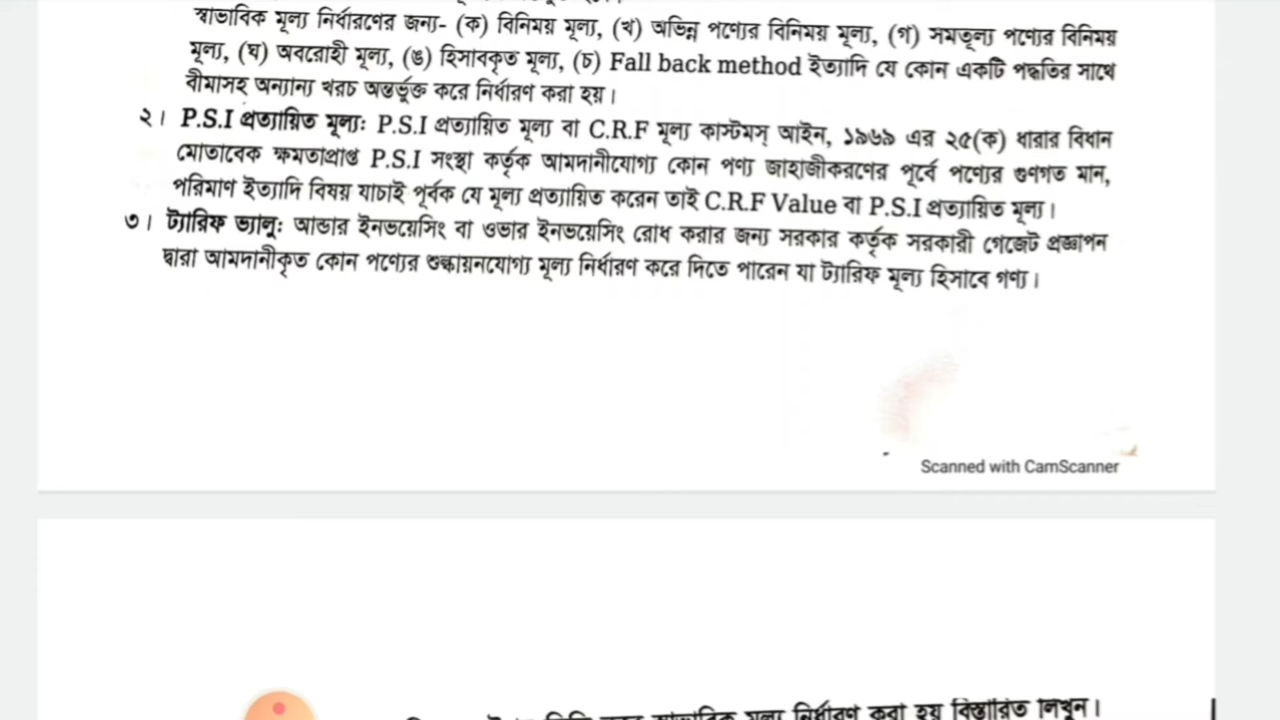 স্বাভাবিক মূল্য নির্ধারণের জন্য- (ক) বিনিময় মূল্য, (খ) অভিন্ন পণ্যের বিনিময় মূল্য, (গ) সমতূল্য পণ্যের বিনিময়
মূল্য, (ঘ) অবরোহী মূল্য, (ঙ) হিসাবকৃত মূল্য, (চ) Fall back method ইত্যাদি যে কোন একটি পদ্ধতির সাথে
বীমাসহ অন্যান্য খরচ অন্তর্ভুক্ত করে নির্ধারণ করা হয়।
২। P.S.I প্রত্যায়িত মূল্য: P.S.I প্রত্যায়িত মূল্য বা C.R.F মূল্য কাস্টমস্ আইন, ১৯৬৯ এর ২৫(ক) ধারার বিধান
মোতাবেক ক্ষমতাপ্রাপ্ত P.S.I সংস্থা কর্তৃক আমদানীযোগ্য কোন পণ্য জাহাজীকরণের পূর্বে পণ্যের গুণগত মান,
পরিমাণ ইত্যাদি বিষয় যাচাই পূর্বক যে মূল্য প্রত্যায়িত করেন তাই C.R.F Value বা P.S.I প্রত্যায়িত মূল্য।
৩। ট্যারিফ ভ্যালু: আন্ডার ইনভয়েসিং বা ওভার ইনভয়েসিং রোধ করার জন্য সরকার কর্তৃক সরকারী গেজেট প্রজ্ঞাপন
দ্বারা আমদানীকৃত কোন পণ্যের শুল্কায়নযোগ্য মূল্য নির্ধারণ করে দিতে পারেন যা ট্যারিফ মূল্য হিসাবে গণ্য।
Scanned with CamScanner
মূল্য নির্ধারণ করা হয় বিস্তারিত লিখুন।